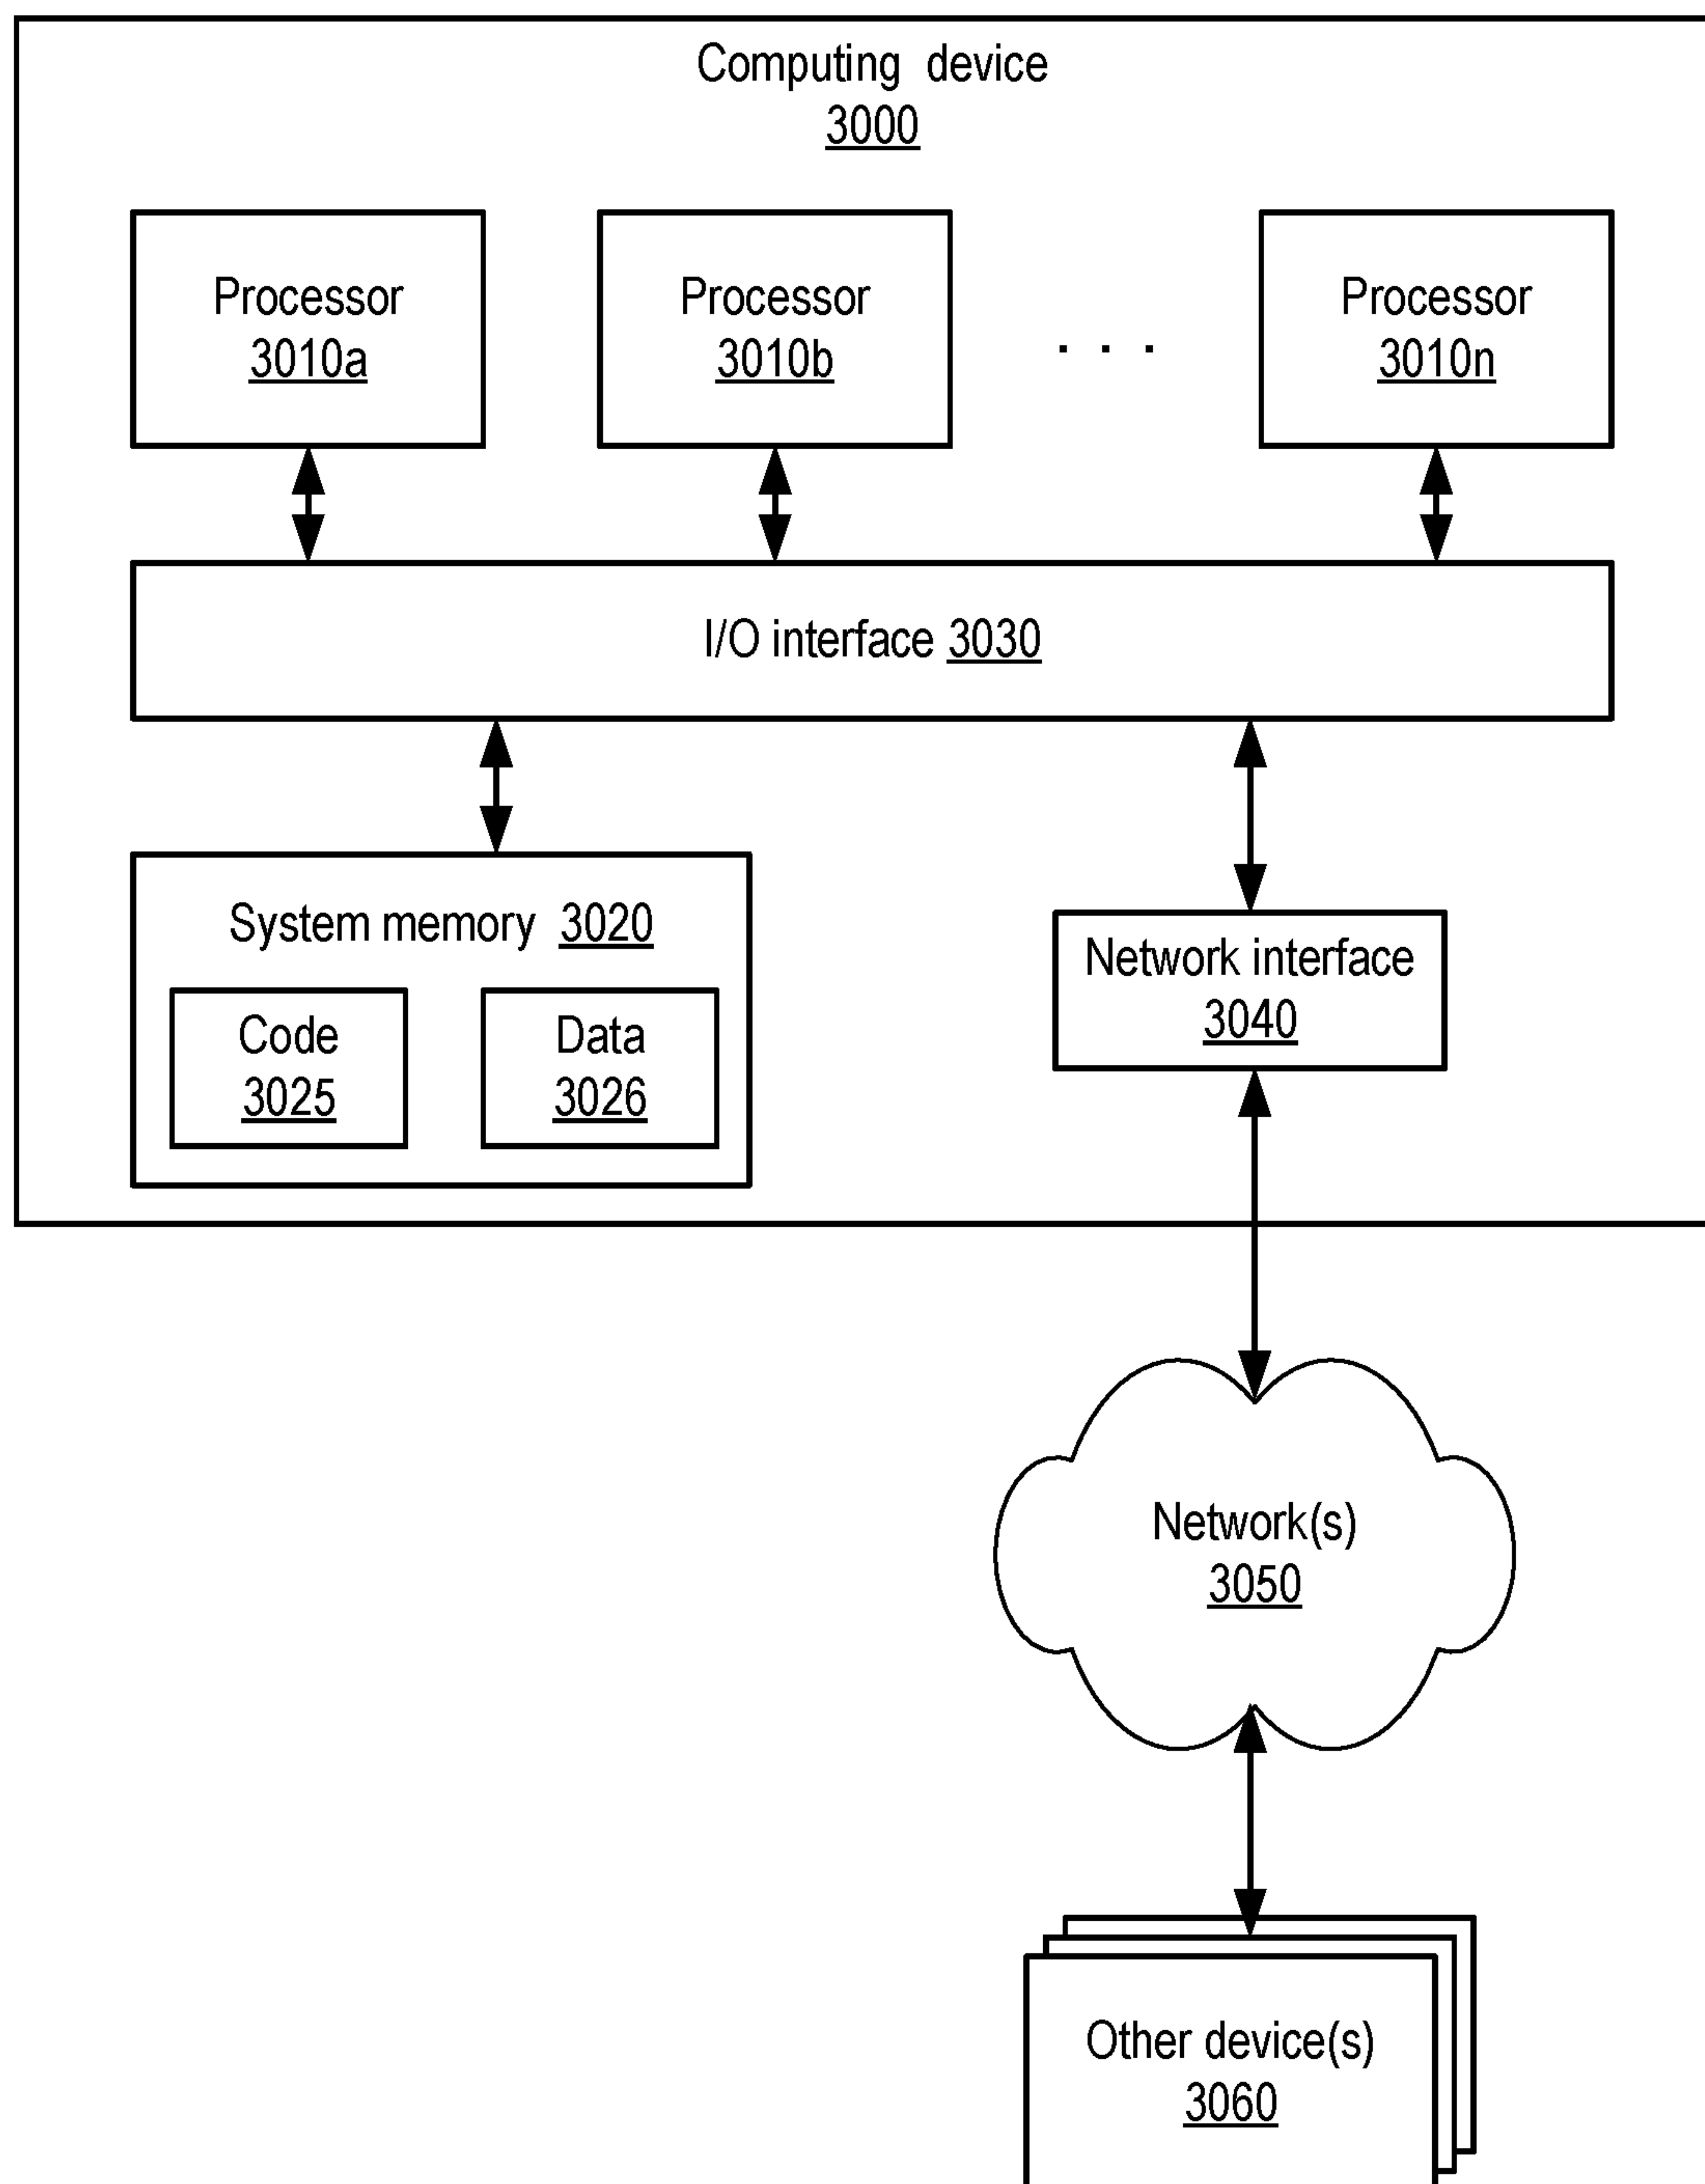 Computing device
3000
Processor
3010a
Processor
3010b
. . .
Processor
3010n
I/O interface 3030
System memory 3020
Code
3025
Data
3026
Network interface
3040
Network(s)
3050
Other device(s)
3060